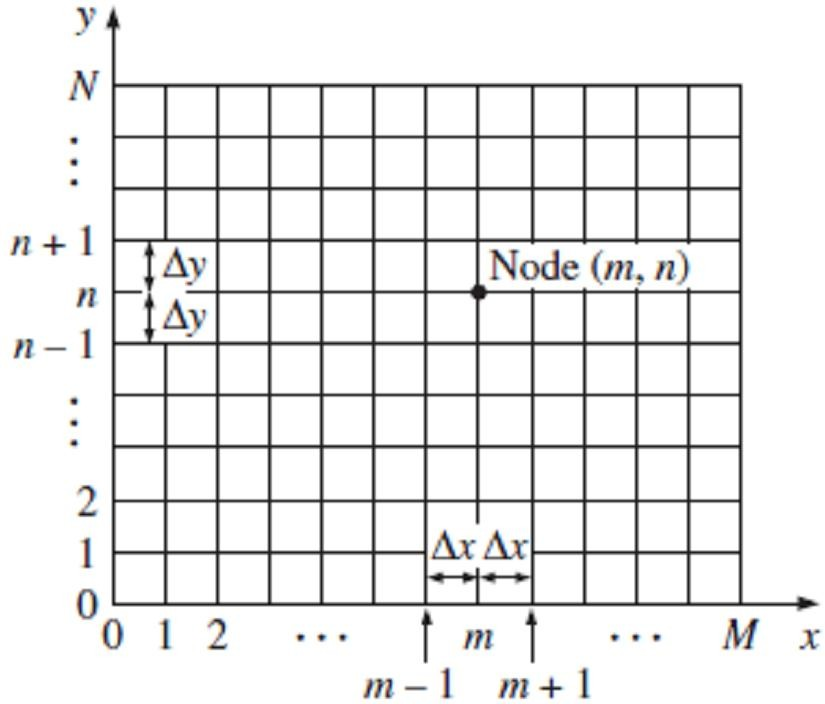 y
N
⋮
n + 1
Δy
Node (m, n)
n
Δy
n – 1
⋮
2
1
Δx Δx
0
0 1 2 ⋯ m ⋯ M x
m – 1 m + 1